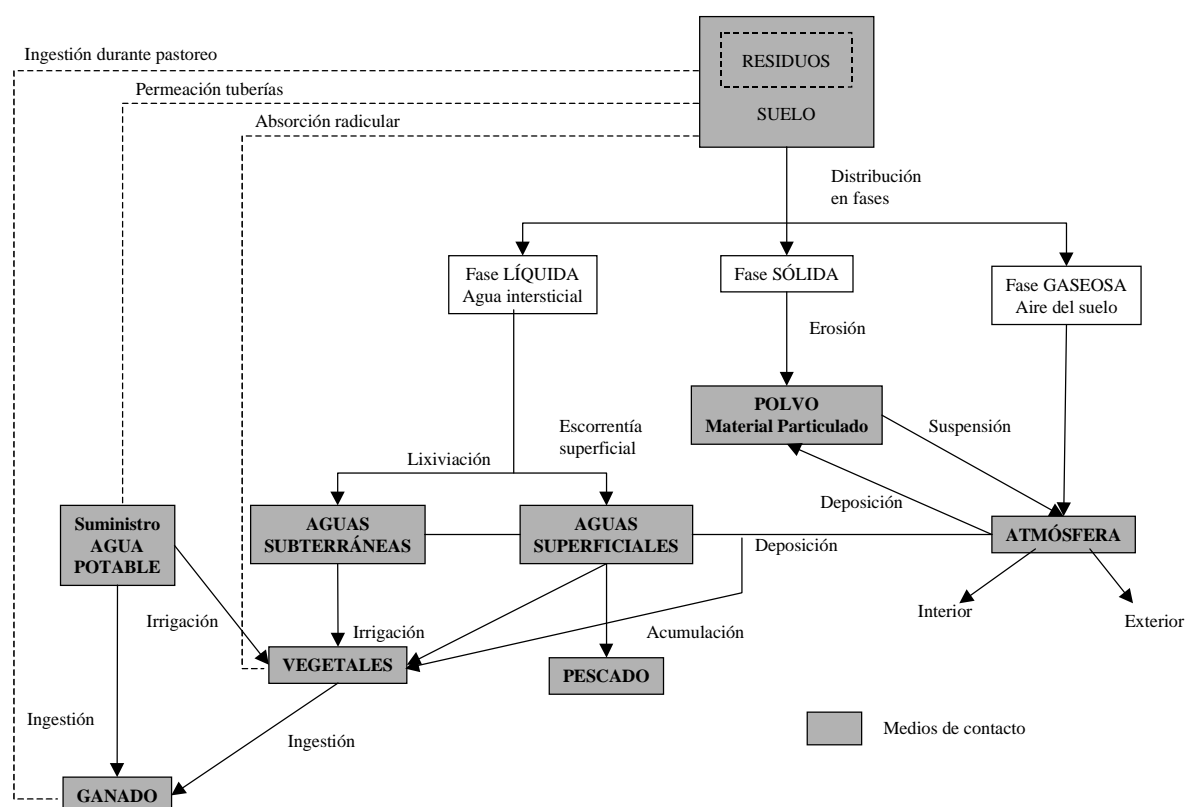 Ingestión durante pastoreo
RESIDUOS
Permeación tuberías
SUELO
Absorción radicular
Distribución
en fases
Fase LÍQUIDA
Agua intersticial
Fase SÓLIDA
Fase GASEOSA
Aire del suelo
Erosión
POLVO
Material Particulado
Suspensión
Escorrentía
superficial
Lixiviación
Deposición
Suministro
AGUA
POTABLE
AGUAS
SUBTERRÁNEAS
AGUAS
SUPERFICIALES
Deposición
ATMÓSFERA
Interior
Exterior
Irrigación
Irrigación
Acumulación
VEGETALES
PESCADO
Ingestión
Ingestión
Medios de contacto
GANADO